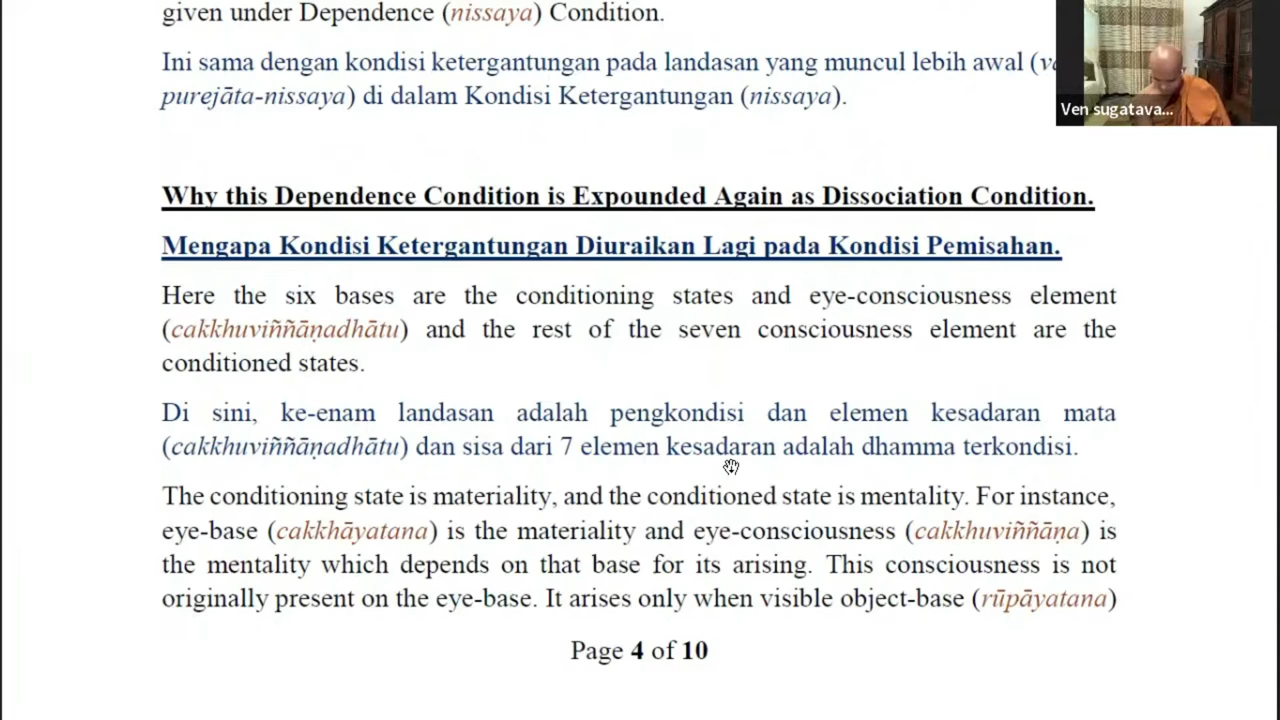 given under Dependence (nissaya) Condition.
Ini sama dengan kondisi ketergantungan pada landasan yang muncul lebih awal
purejāta-nissaya) di dalam Kondisi Ketergantungan (nissaya).
Ven sugatava...
Why this Dependence Condition is Expounded Again as Dissociation Condition.
Mengapa Kondisi Ketergantungan Diuraikan Lagi pada Kondisi Pemisahan.
Here the six bases are the conditioning states and eye-consciousness element
(cakkhuviññāṇadhātu) and the rest of the seven consciousness element are the
conditioned states.
Di sini, ke-enam landasan adalah pengkondisi dan elemen kesadaran mata
(cakkhuviññāṇadhātu) dan sisa dari 7 elemen kesadaran adalah dhamma terkondisi.
The conditioning state is materiality, and the conditioned state is mentality. For instance,
eye-base (cakkhāyatana) is the materiality and eye-consciousness (cakkhuviññāṇa) is
the mentality which depends on that base for its arising. This consciousness is not
originally present on the eye-base. It arises only when visible object-base (rūpāyatana)
Page 4 of 10